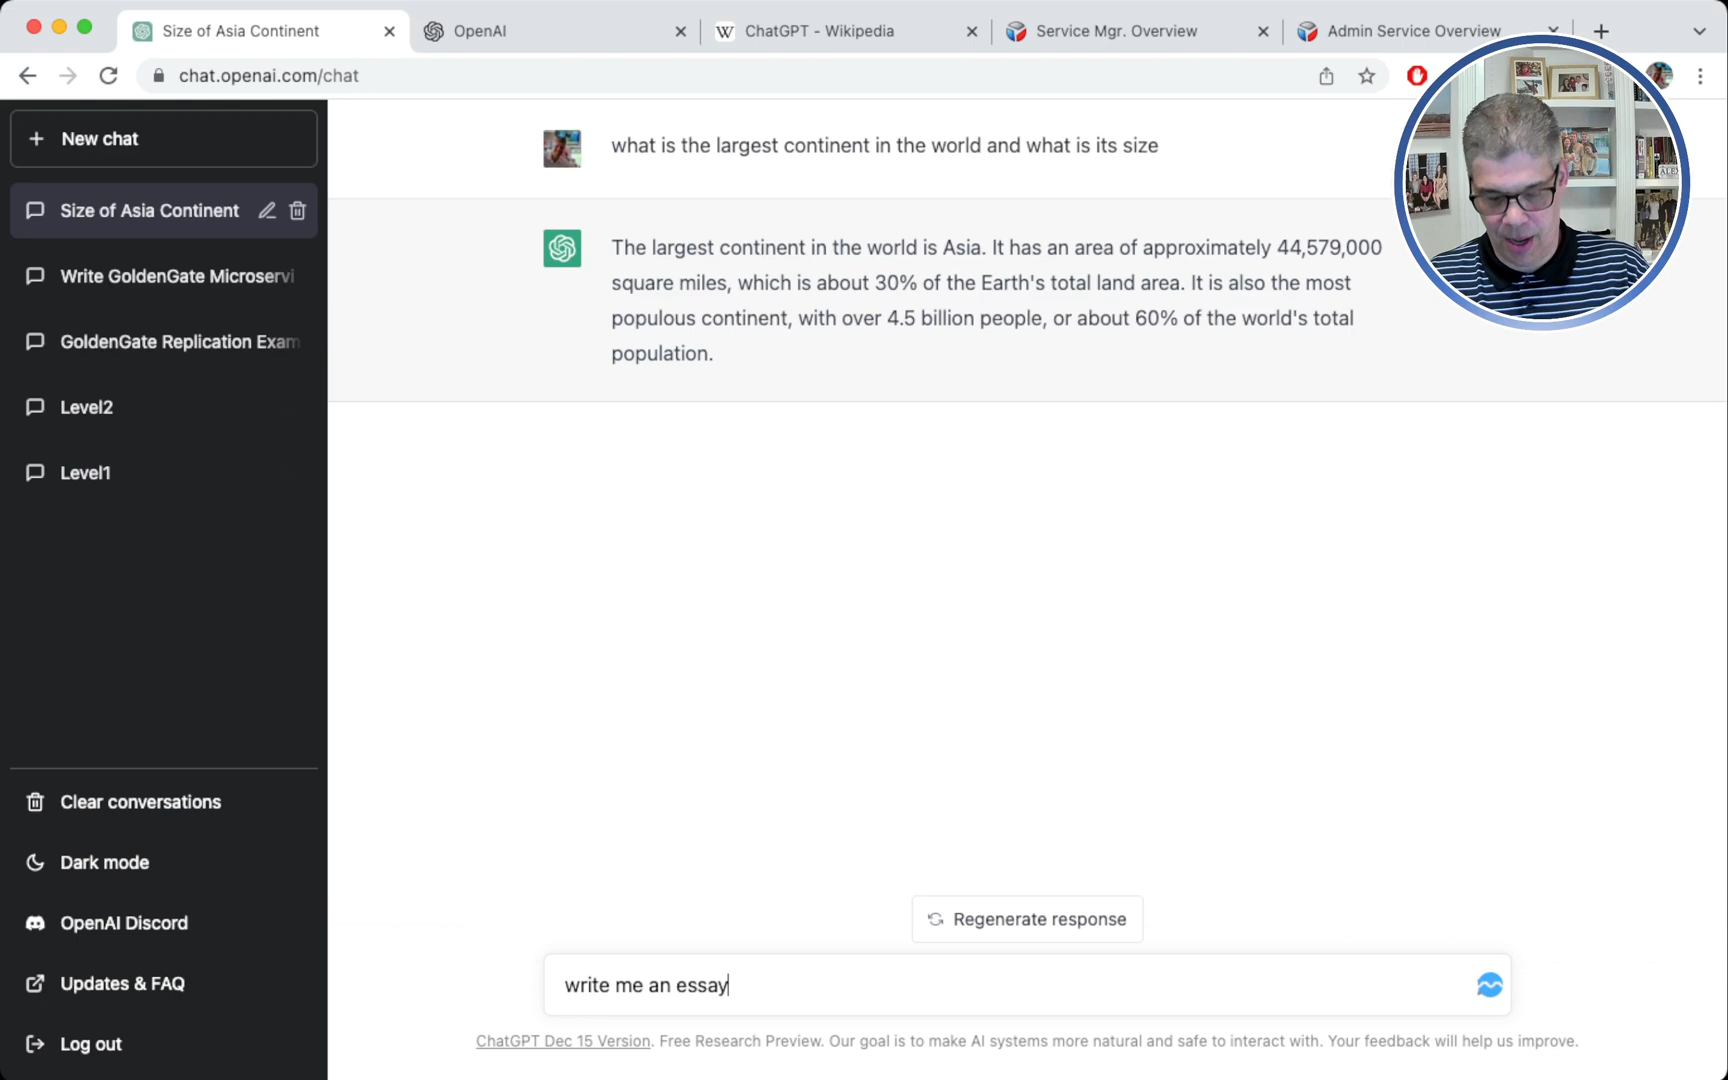 Size of Asia Continent
OpenAI
ChatGPT - Wikipedia
Service Mgr. Overview
Admin Service Overview
chat.openai.com/chat
New chat
Size of Asia Continent
Write GoldenGate Microservi
GoldenGate Replication Exam
Level2
Level1
Clear conversations
Dark mode
OpenAI Discord
Updates & FAQ
Log out
what is the largest continent in the world and what is its size
The largest continent in the world is Asia. It has an area of approximately 44,579,000
square miles, which is about 30% of the Earth's total land area. It is also the most
populous continent, with over 4.5 billion people, or about 60% of the world's total
population.
Regenerate response
write me an essay
ChatGPT Dec 15 Version. Free Research Preview. Our goal is to make AI systems more natural and safe to interact with. Your feedback will help us improve.